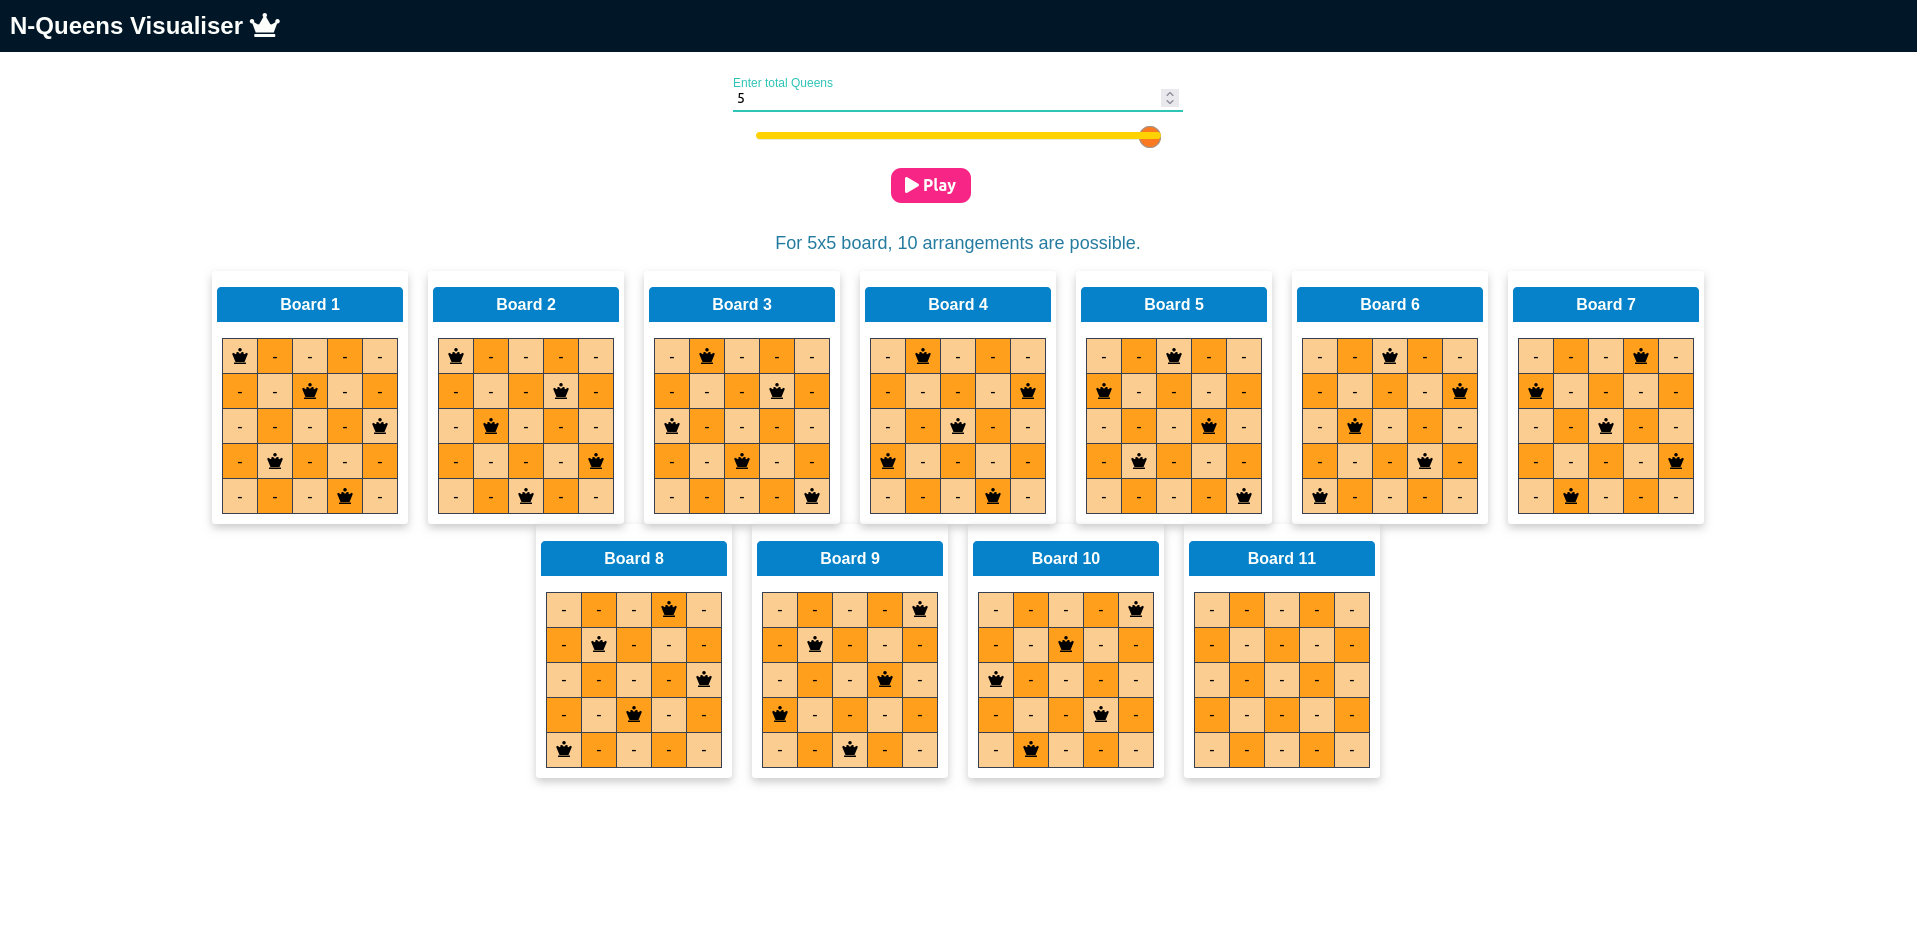 N-Queens Visualiser
Enter total Queens
5
Play
For 5x5 board, 10 arrangements are possible.
Board 1 Board 2 Board 3 Board 4 Board 5 Board 6 Board 7
- - - - - - - - - - - - - - - - - - - - - - - - - - - -
- - - - - - - - - - - - - - - - - - - - - - - - - - - -
- - - - - - - - - - - - - - - - - - - - - - - - - - - -
- - - - - - - - - - - - - - - - - - - - - - - - - - - -
- - - - - - - - - - - - - - - - - - - - - - - - - - - -
Board 8 Board 9 Board 10 Board 11
- - - - - - - - - - - - - - - - -
- - - - - - - - - - - - - - - - -
- - - - - - - - - - - - - - - - -
- - - - - - - - - - - - - - - - -
- - - - - - - - - - - - - - - - -